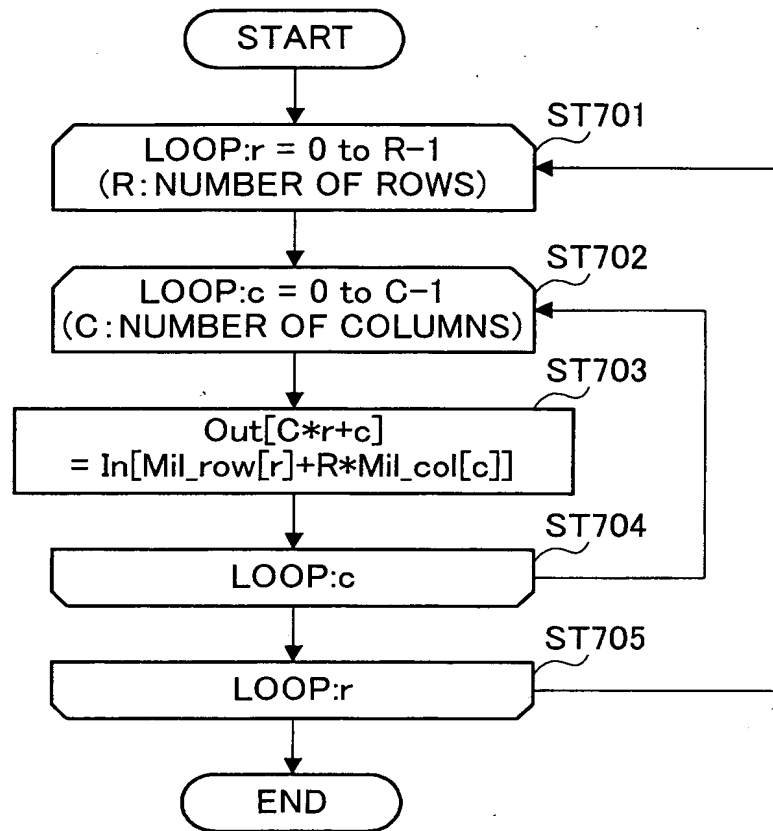 START
ST701
LOOP:r = 0 to R-1
(R:NUMBER OF ROWS)
ST702
LOOP:c = 0 to C-1
(C:NUMBER OF COLUMNS)
ST703
Out[C*r+c]
= In[Mil_row[r]+R*Mil_col[c]]
ST704
LOOP:c
ST705
LOOP:r
END